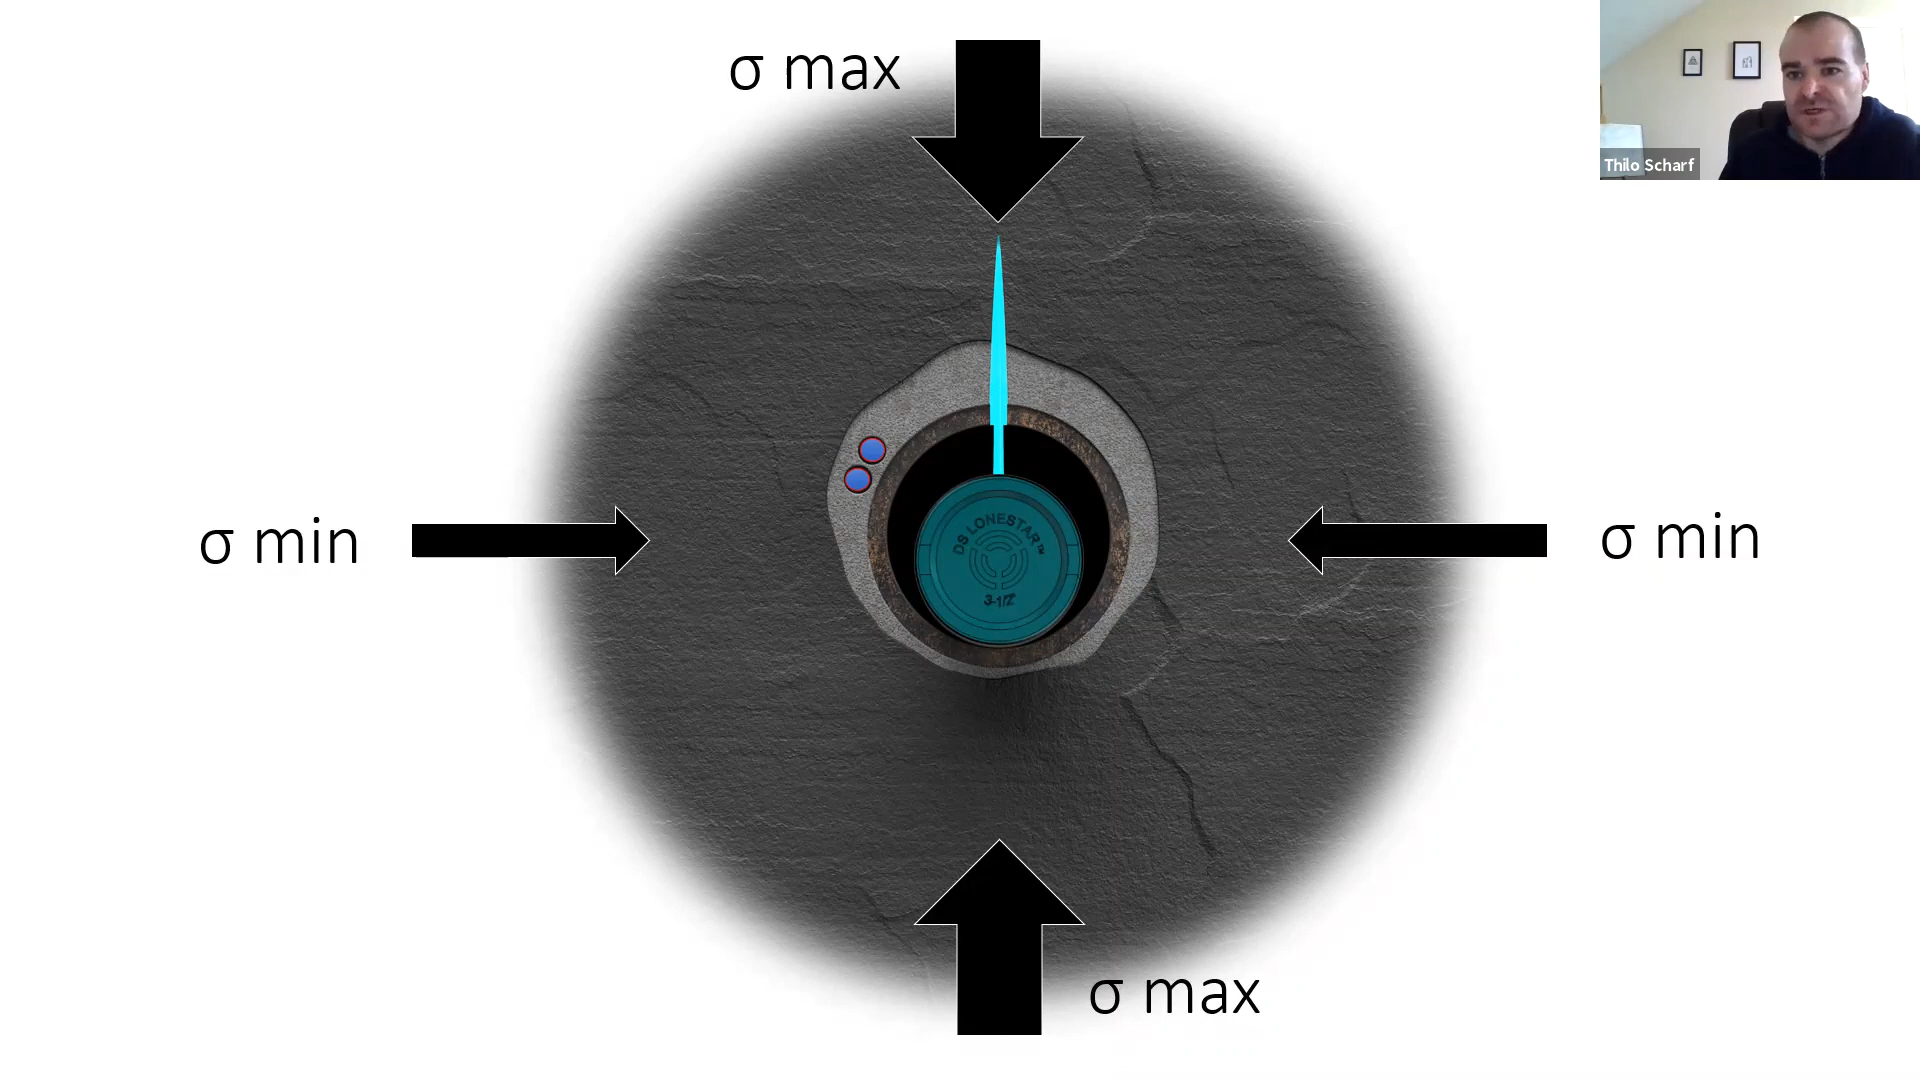 σ max
Thilo Scharf
σ min
DS LONESTAR™
3-1/2"
σ min
σ max